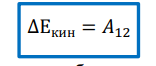 ΔEкин = A12